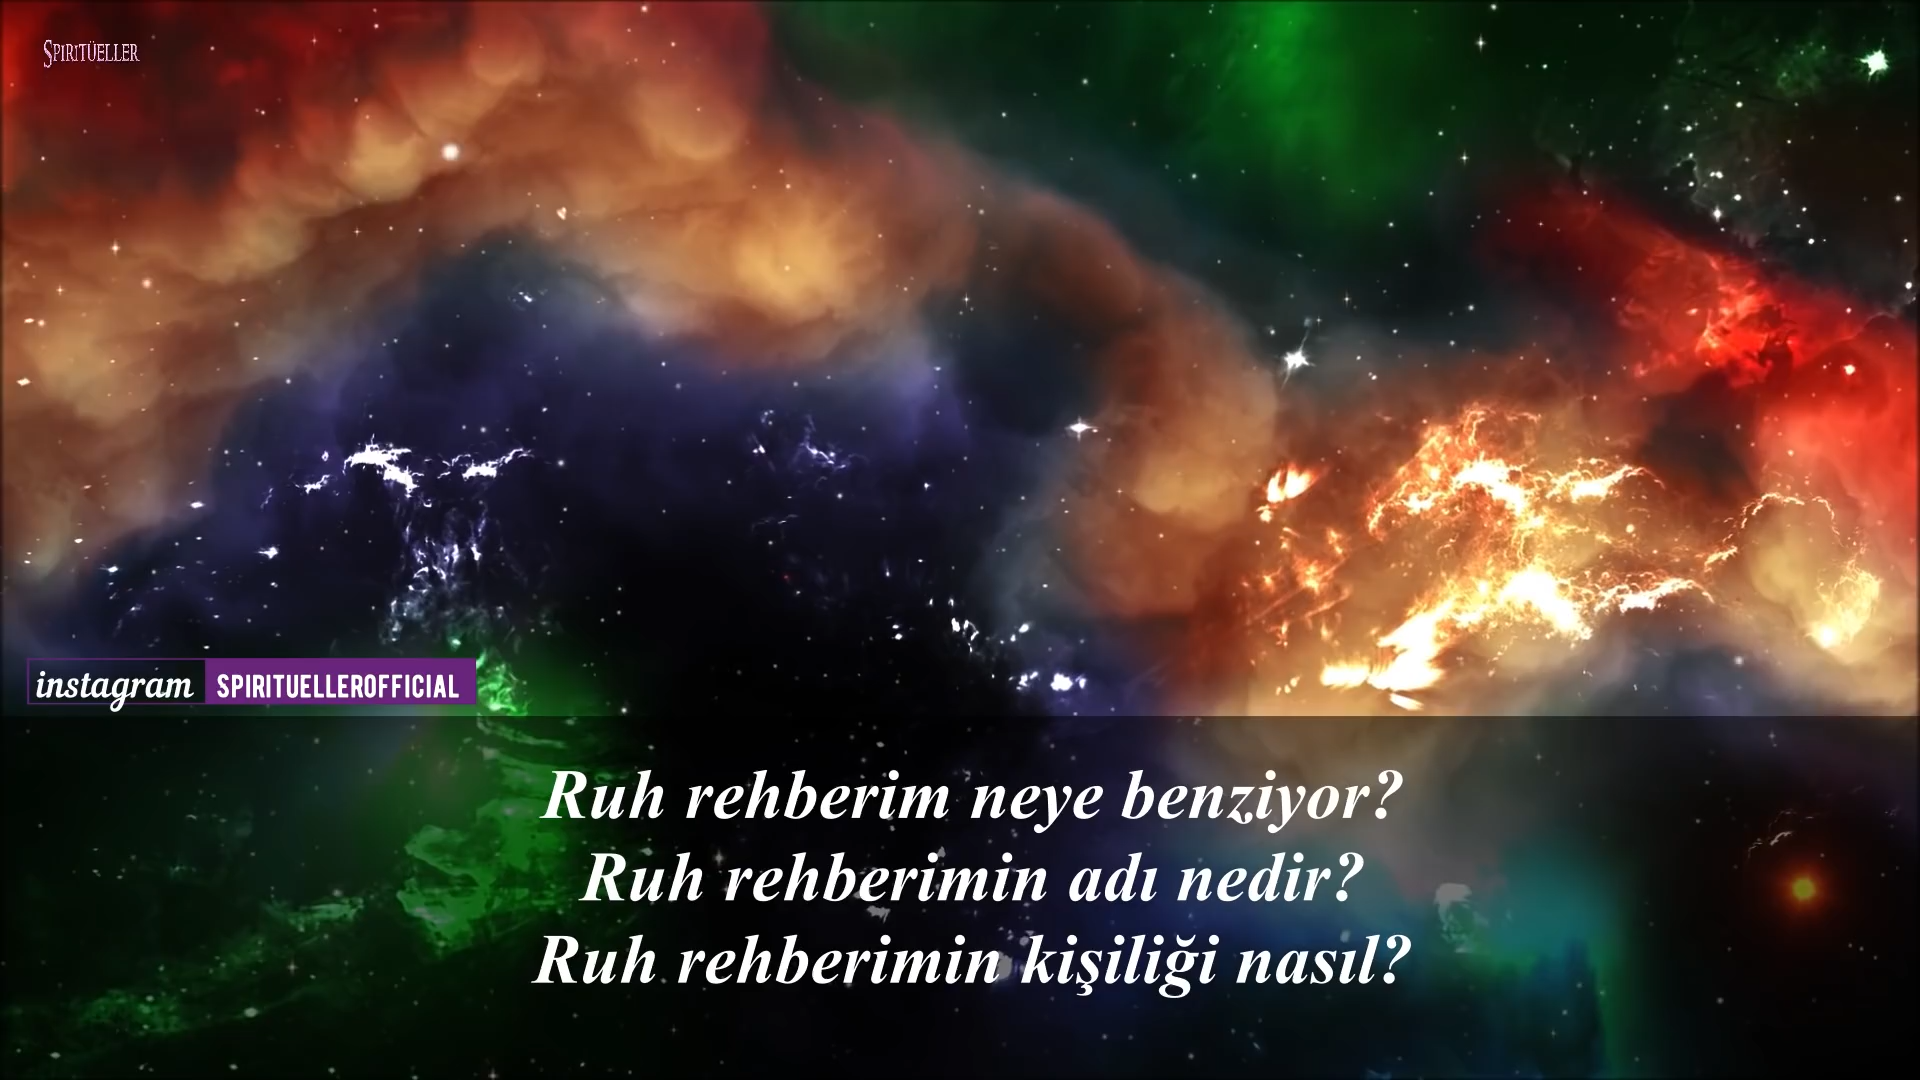 SPIRITÜELLER
instagram SPIRITUELLEROFFICIAL
Ruh rehberim neye benziyor?
Ruh rehberimin adı nedir?
Ruh rehberimin kişiliği nasıl?